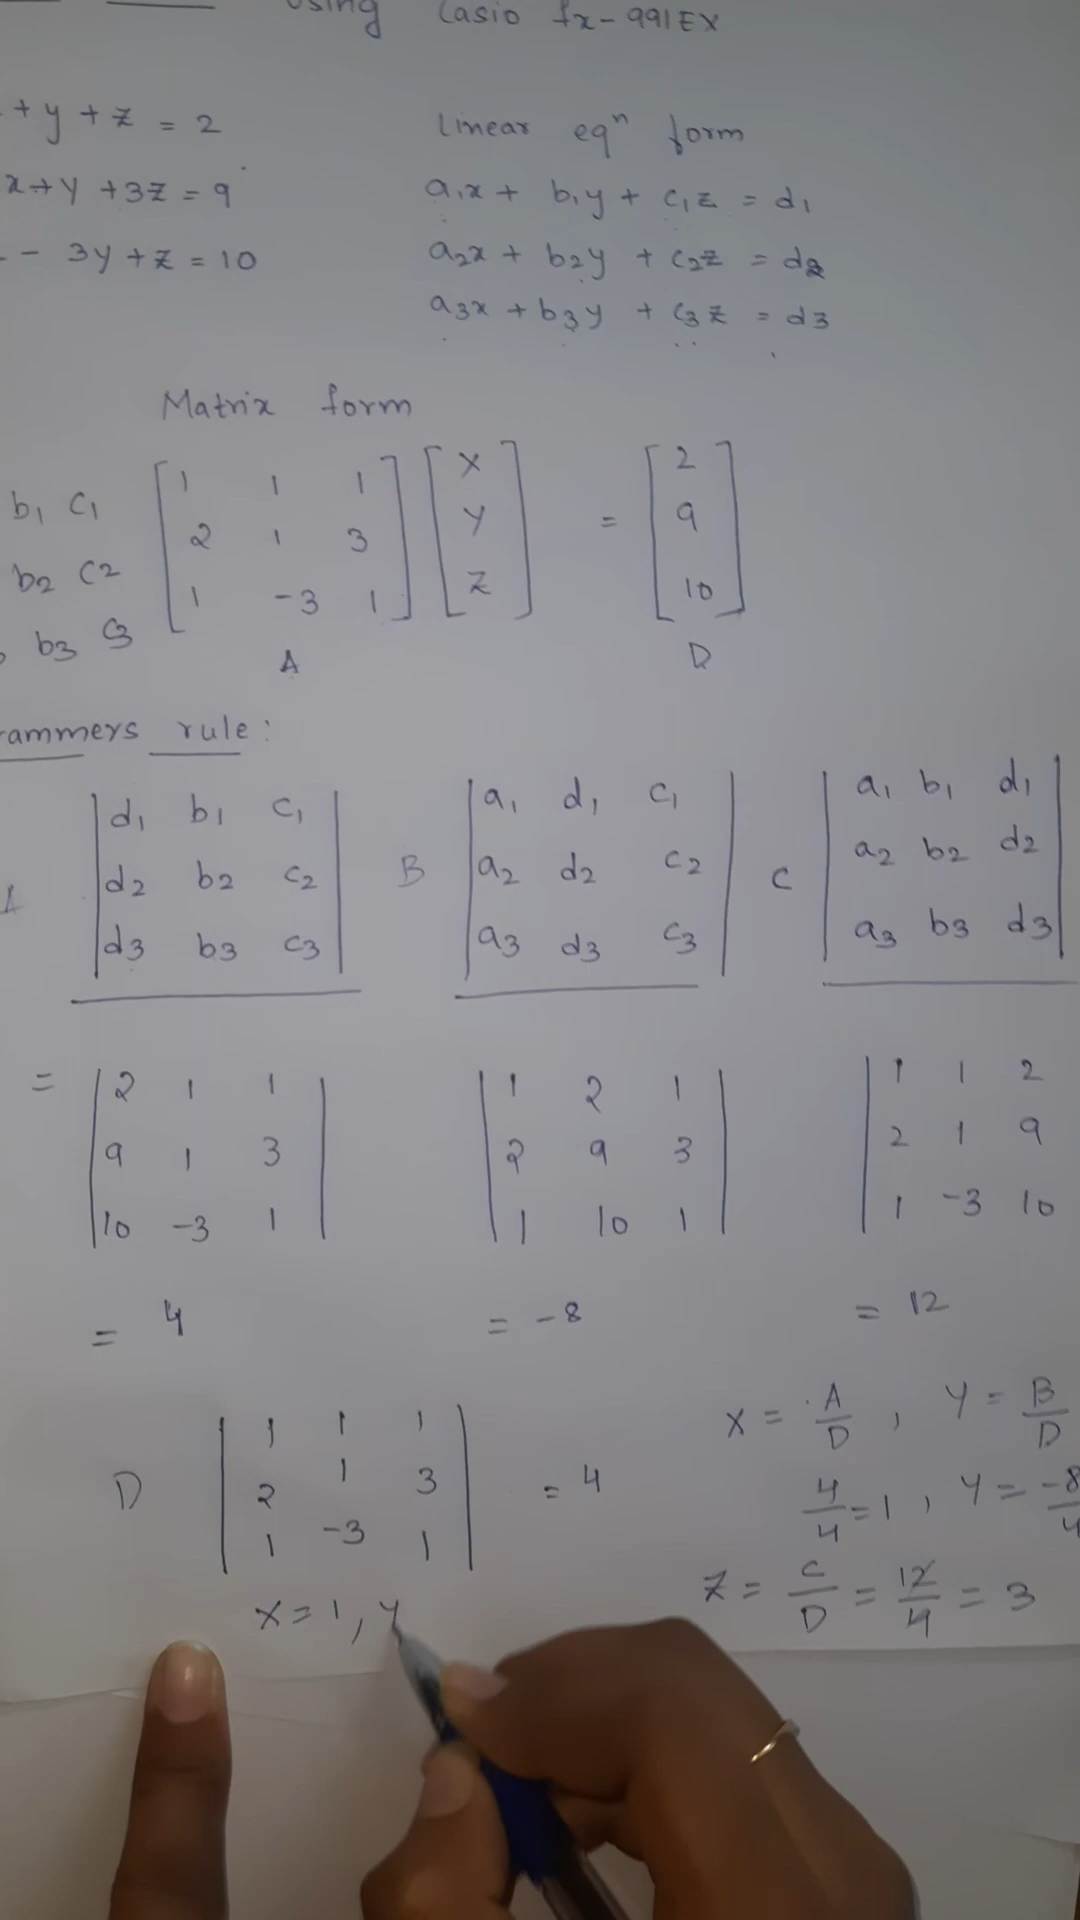 using Casio fx-991EX
+y+z = 2
x+y+3z=9
- 3y+z = 10
linear eqⁿ form
a₁x + b₁y + c₁z = d₁
a₂x + b₂y + c₂z = d₂
a₃x + b₃y + c₃z = d₃
Matrix form
b₁ c₁ [1 1 1] [x] = [2]
b₂ c₂ [2 1 3] [y] [9]
b₃ c₃ [1 -3 1] [z] [10]
A D
rammers rule:
|d₁ b₁ c₁| |a₁ d₁ c₁| |a₁ b₁ d₁|
|d₂ b₂ c₂| B |a₂ d₂ c₂| C |a₂ b₂ d₂|
|d₃ b₃ c₃| |a₃ d₃ c₃| |a₃ b₃ d₃|
= |2 1 1| |1 2 1| |1 1 2|
|9 1 3| |2 9 3| |2 1 9|
|10 -3 1| |1 10 1| |1 -3 10|
= 4 = -8 = 12
|1 1 1|
D |2 1 3| = 4
|1 -3 1|
x=1, y
x = A/D, y = B/D
4/4=1, y = -8/4
z = C/D = 12/4 = 3